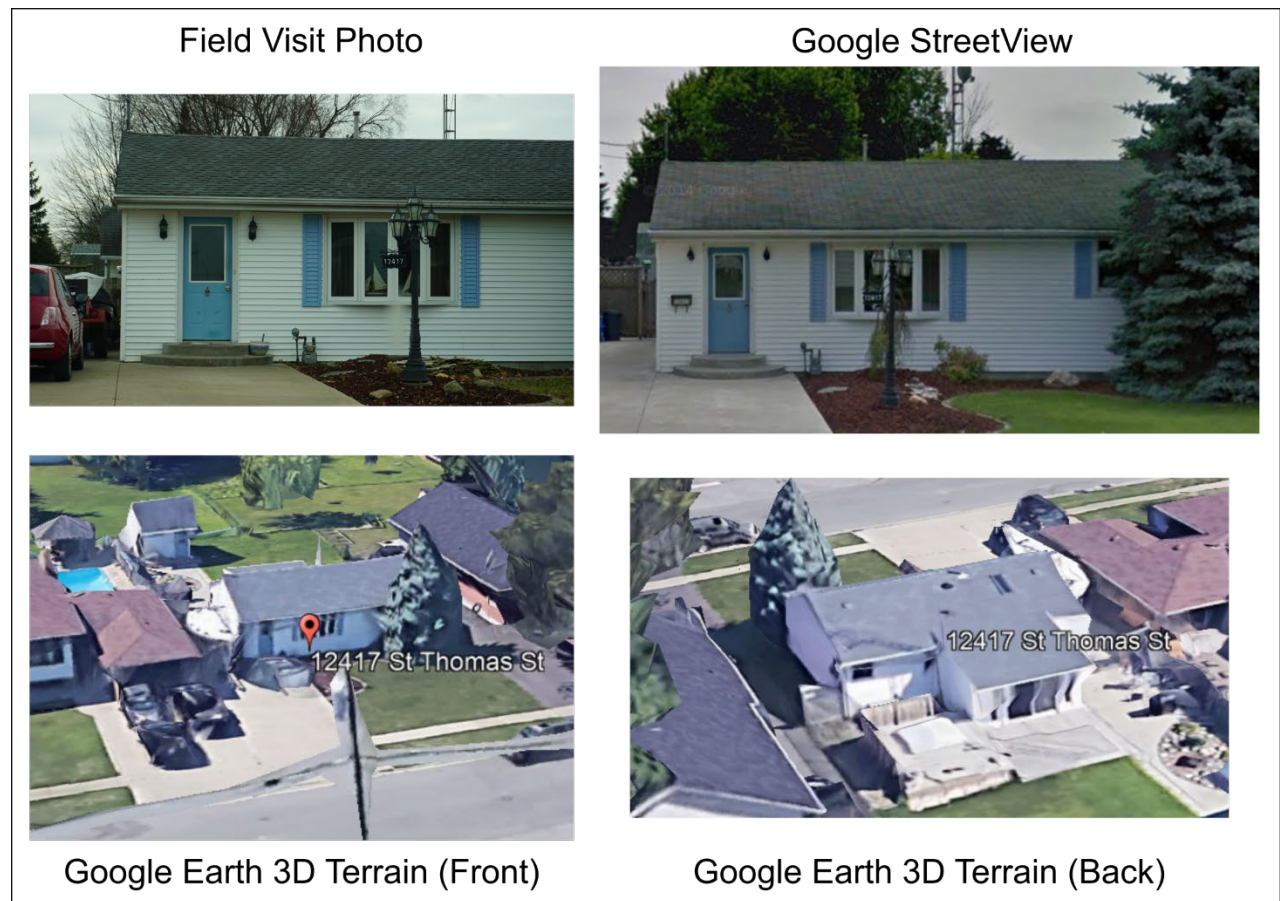 Field Visit Photo
Google StreetView
12417
12417
12417 St Thomas St
12417 St Thomas St
Google Earth 3D Terrain (Front)
Google Earth 3D Terrain (Back)